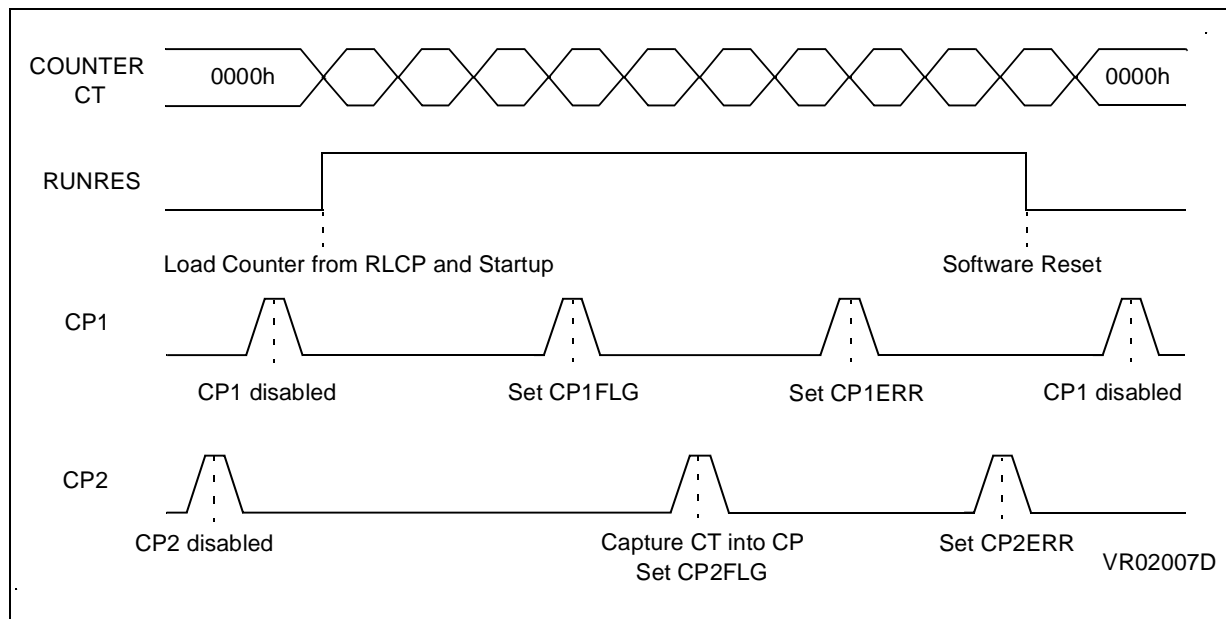 COUNTER
CT
0000h
0000h
RUNRES
Load Counter from RLCP and Startup
Software Reset
CP1
CP1 disabled
Set CP1FLG
Set CP1ERR
CP1 disabled
CP2
CP2 disabled
Capture CT into CP
Set CP2FLG
Set CP2ERR
VR02007D